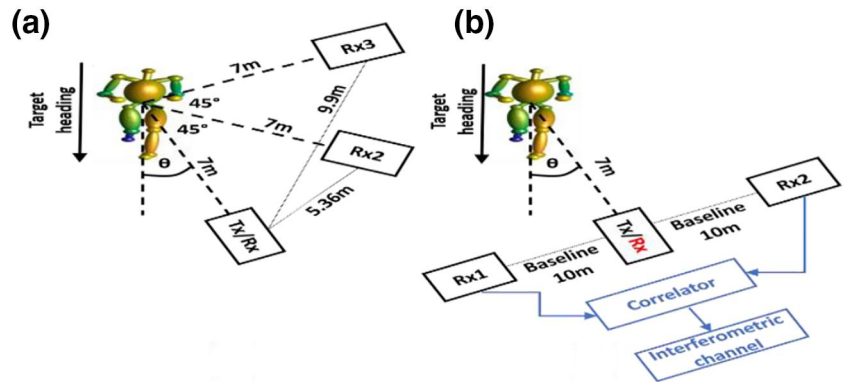 (a)
Target
heading
7m
Rx3
45°
45°
7m
9.9m
Rx2
θ
7m
5.36m
Tx/Rx
(b)
Target
heading
θ
7m
Rx2
Tx/Rx
Baseline
10m
Rx1
Baseline
10m
Correlator
Interferometric
channel